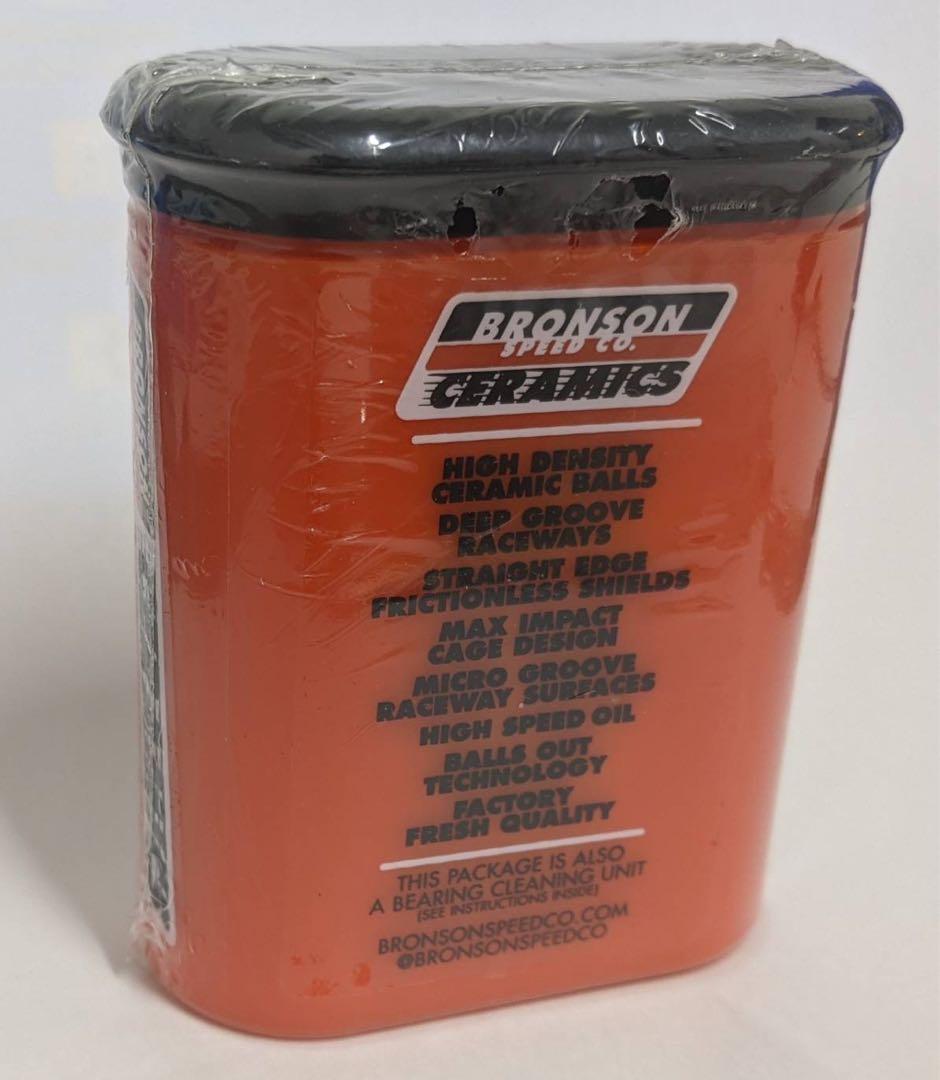 BRONSON
SPEED CO.
CERAMICS
HIGH DENSITY
CERAMIC BALLS
DEEP GROOVE
RACEWAYS
STRAIGHT EDGE
FRICTIONLESS SHIELDS
MAX IMPACT
CAGE DESIGN
MICRO GROOVE
RACEWAY SURFACES
HIGH SPEED OIL
BALLS OUT
TECHNOLOGY
FACTORY
FRESH QUALITY
THIS PACKAGE IS ALSO
A BEARING CLEANING UNIT
(SEE INSTRUCTIONS INSIDE)
BRONSONSPEEDCO.COM
@BRONSONSPEEDCO